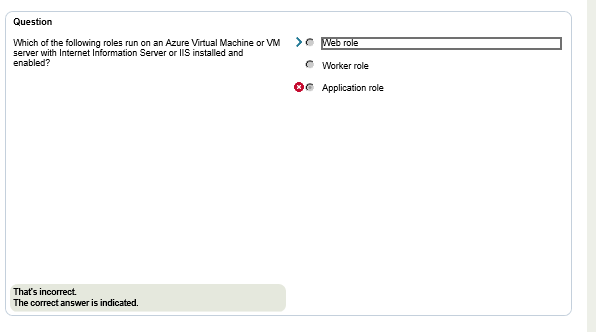 Question
Which of the following roles run on an Azure Virtual Machine or VM
server with Internet Information Server or IIS installed and
enabled?
Web role
Worker role
Application role
That's incorrect.
The correct answer is indicated.